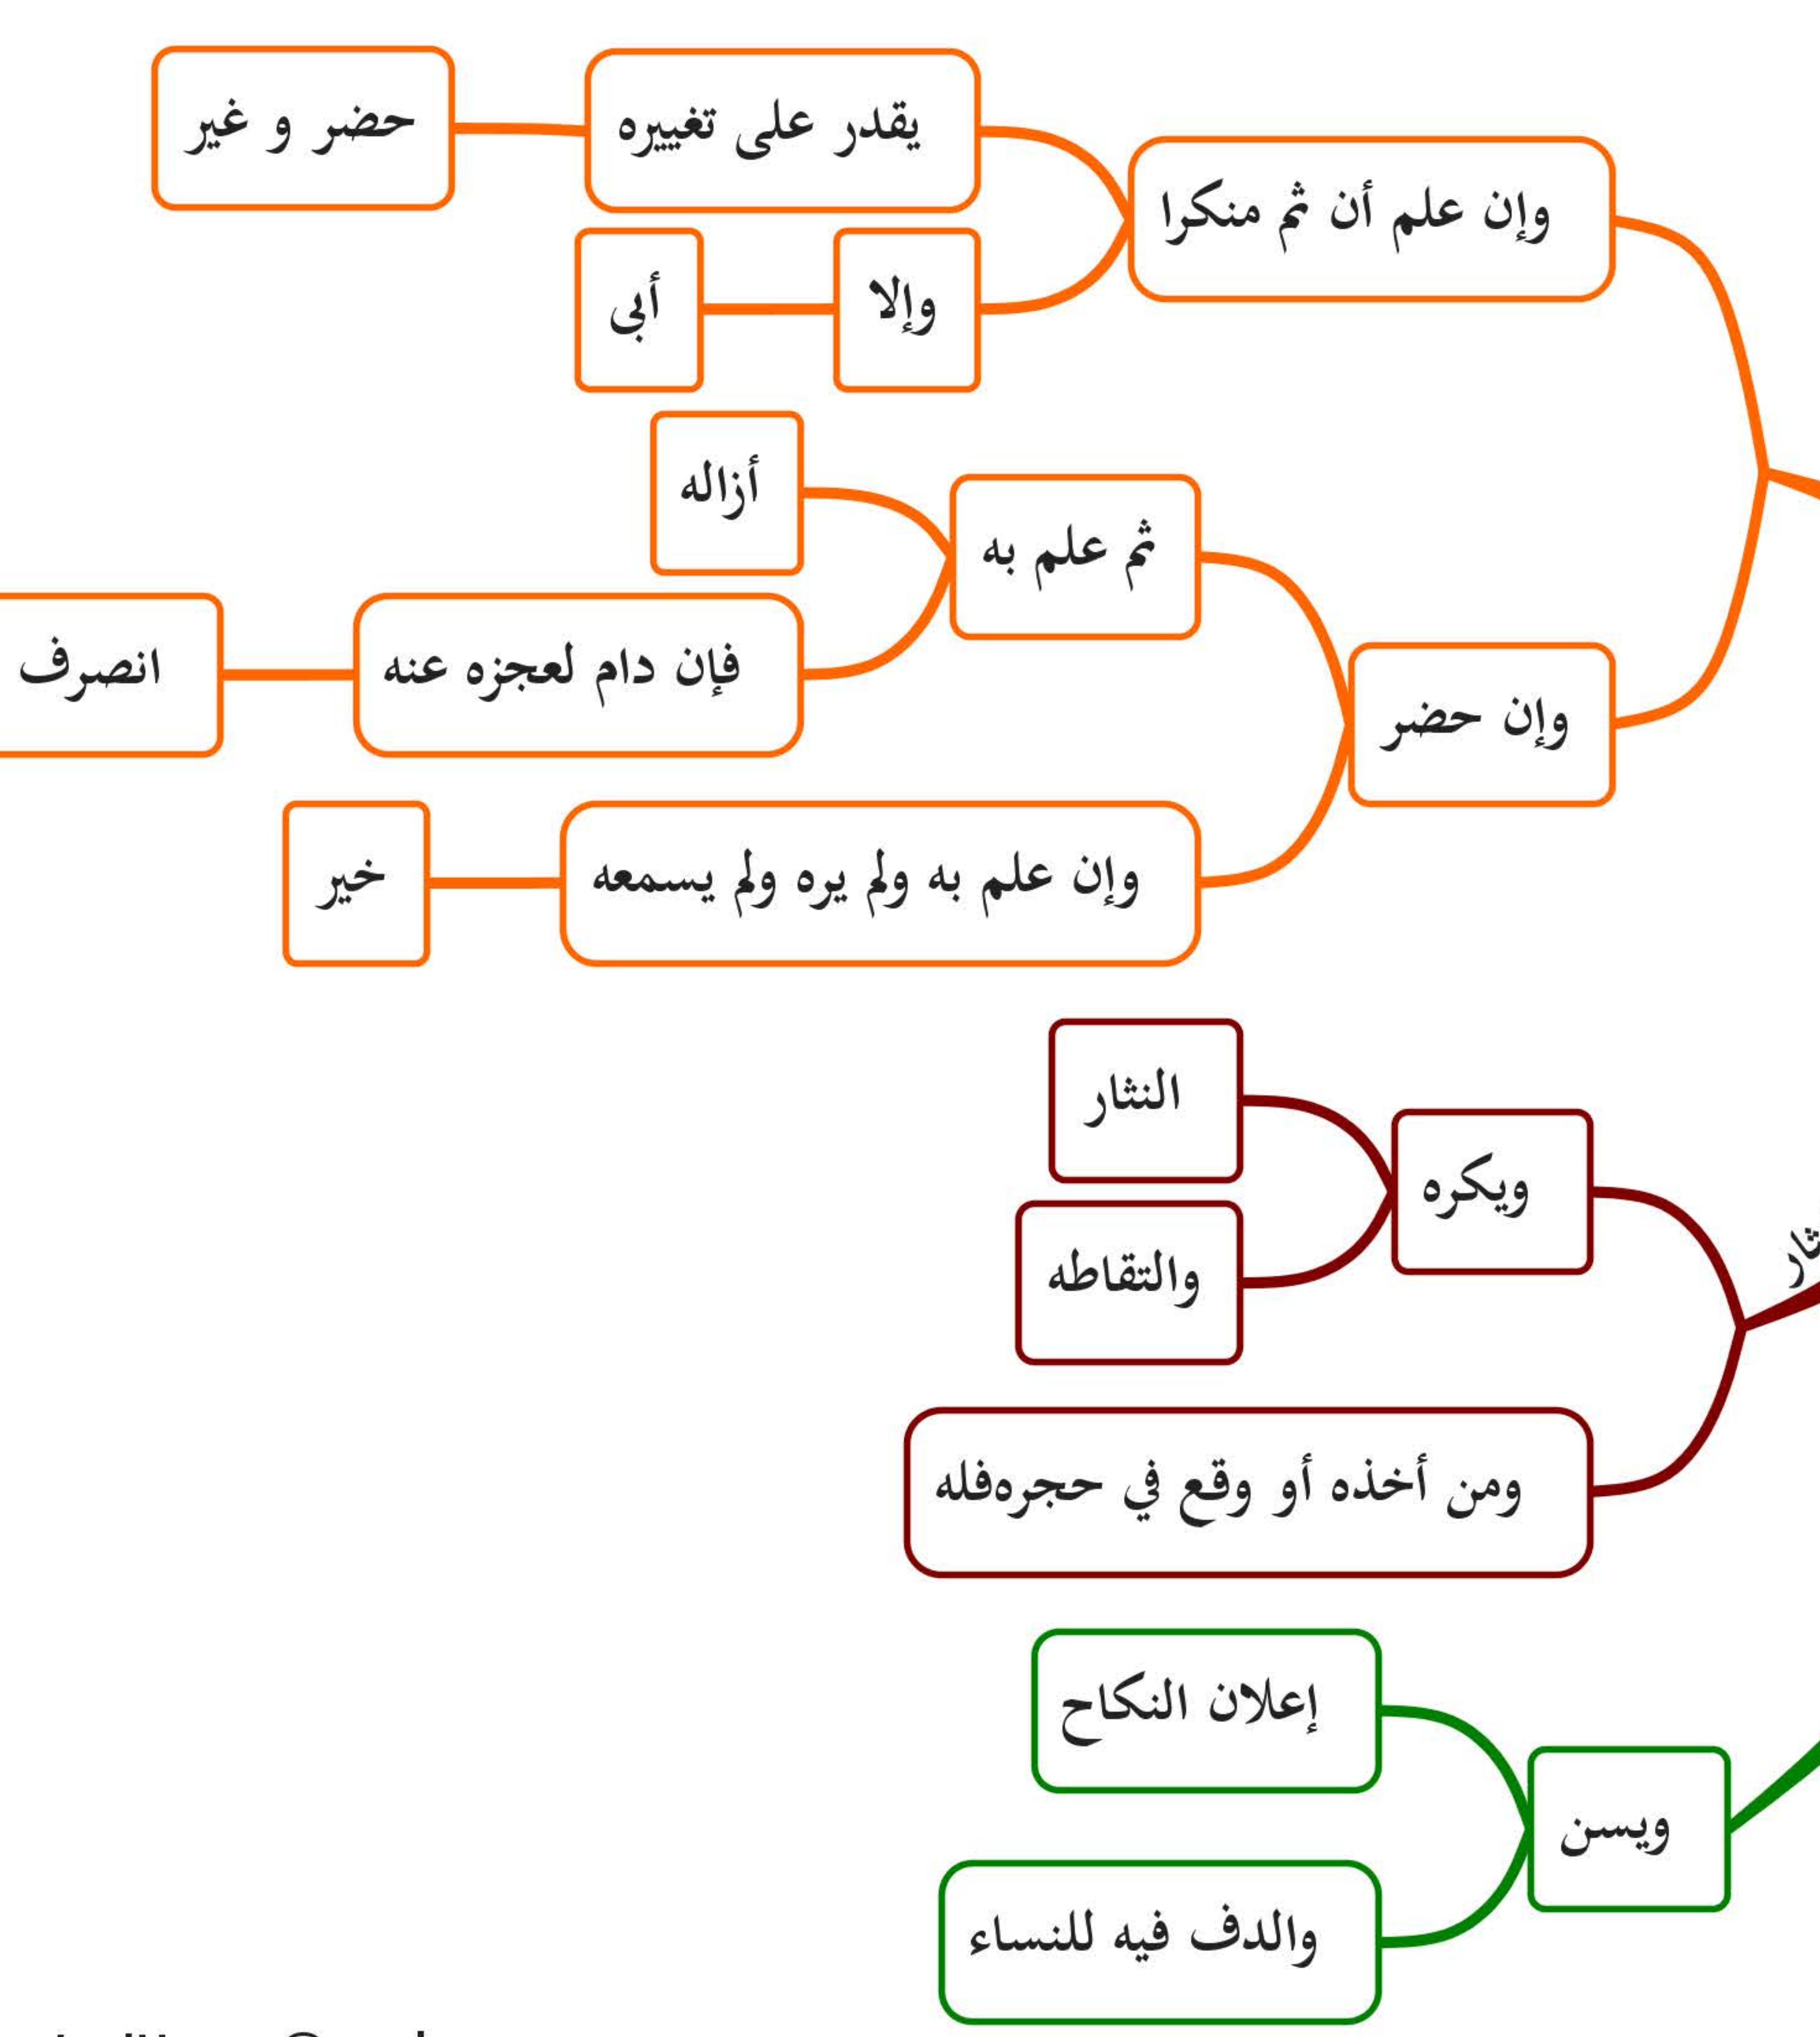 وإن علم أن ثم منكرا
يقدر على تغييره
حضر و غير
وإلا
أبى
وإن حضر
ثم علم به
أزاله
فإن دام لعجزه عنه
انصرف
وإن علم به ولم يره ولم يسمعه
خير
ويكره
النثار
والتقاطه
ومن أخذه أو وقع في حجرهفله
ويسن
إعلان النكاح
والدف فيه للنساء